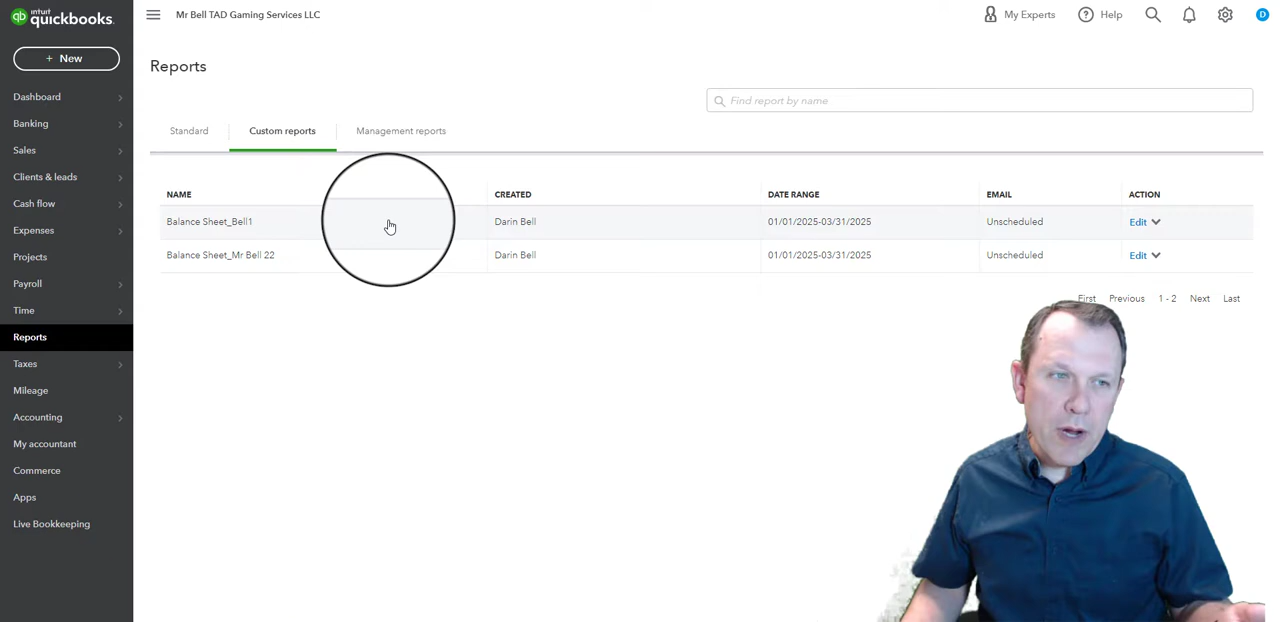 intuit
quickbooks.
Mr Bell TAD Gaming Services LLC
My Experts
Help
D
+ New
Dashboard
Banking
Sales
Clients & leads
Cash flow
Expenses
Projects
Payroll
Time
Reports
Taxes
Mileage
Accounting
My accountant
Commerce
Apps
Live Bookkeeping
Reports
Find report by name
Standard Custom reports Management reports
NAME CREATED DATE RANGE EMAIL ACTION
Balance Sheet_Bell1 Darin Bell 01/01/2025-03/31/2025 Unscheduled Edit
Balance Sheet_Mr Bell 22 Darin Bell 01/01/2025-03/31/2025 Unscheduled Edit
First Previous 1 - 2 Next Last